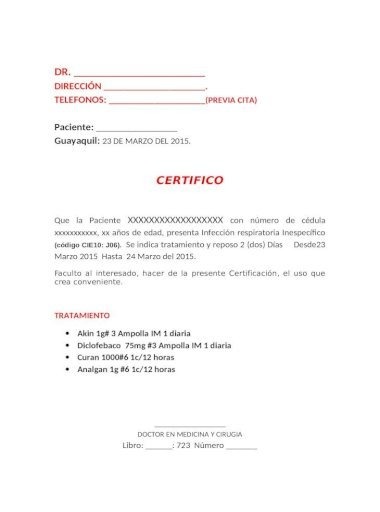 DR. _________________________
DIRECCIÓN _____________________.
TELEFONOS: ____________________(PREVIA CITA)
Paciente: __________________
Guayaquil: 23 DE MARZO DEL 2015.
CERTIFICO
Que la Paciente XXXXXXXXXXXXXXXXXX con número de cédula
xxxxxxxxxxx, xx años de edad, presenta Infección respiratoria Inespecífico
(código CIE10: J06). Se indica tratamiento y reposo 2 (dos) Días Desde23
Marzo 2015 Hasta 24 Marzo del 2015.
Faculto al interesado, hacer de la presente Certificación, el uso que
crea conveniente.
TRATAMIENTO
• Akin 1g# 3 Ampolla IM 1 diaria
• Diclofebaco 75mg #3 Ampolla IM 1 diaria
• Curan 1000#6 1c/12 horas
• Analgan 1g #6 1c/12 horas
__________________
DOCTOR EN MEDICINA Y CIRUGIA
Libro: ______: 723 Número _______